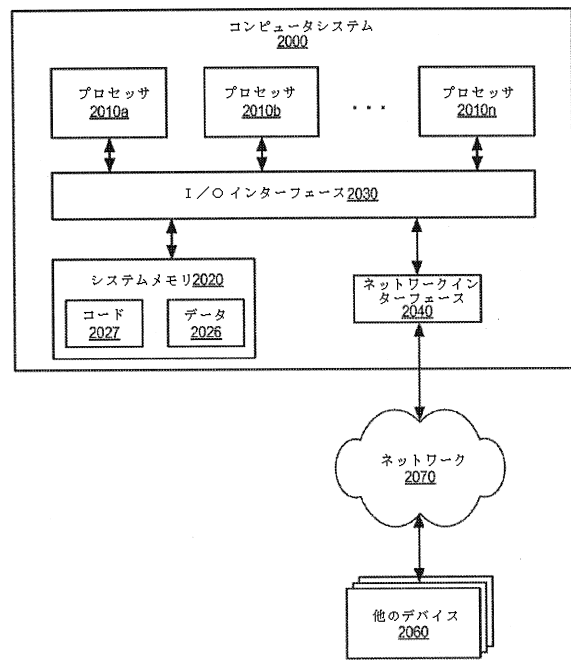 コンピュータシステム
2000
プロセッサ
2010a
プロセッサ
2010b
...
プロセッサ
2010n
I/Oインターフェース2030
システムメモリ2020
コード
2027
データ
2026
ネットワークイン
ターフェース
2040
ネットワーク
2070
他のデバイス
2060